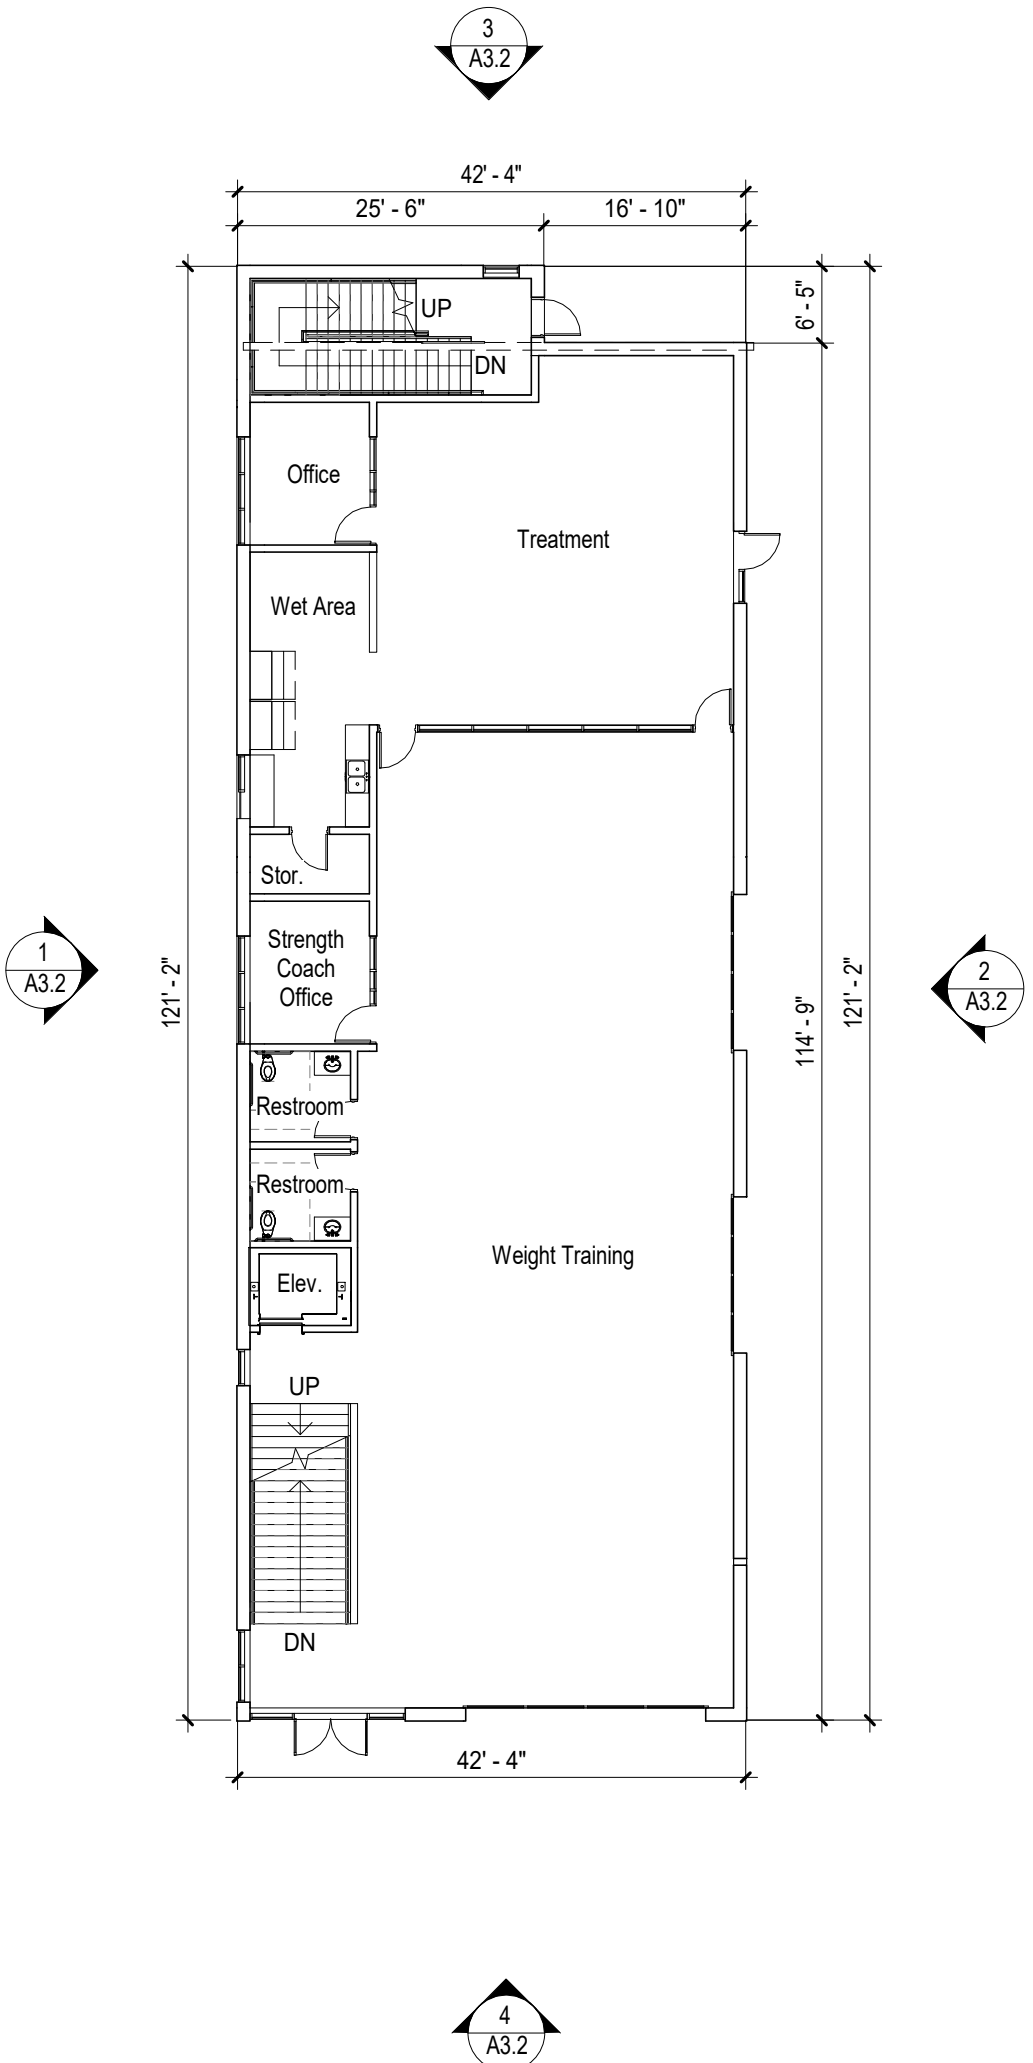 3
A3.2
42' - 4"
25' - 6"
16' - 10"
6' - 5"
UP
DN
Office
Treatment
Wet Area
Stor.
Strength
Coach
Office
1
A3.2
121' - 2"
2
A3.2
114' - 9"
121' - 2"
Restroom
Restroom
Weight Training
Elev.
UP
DN
42' - 4"
4
A3.2